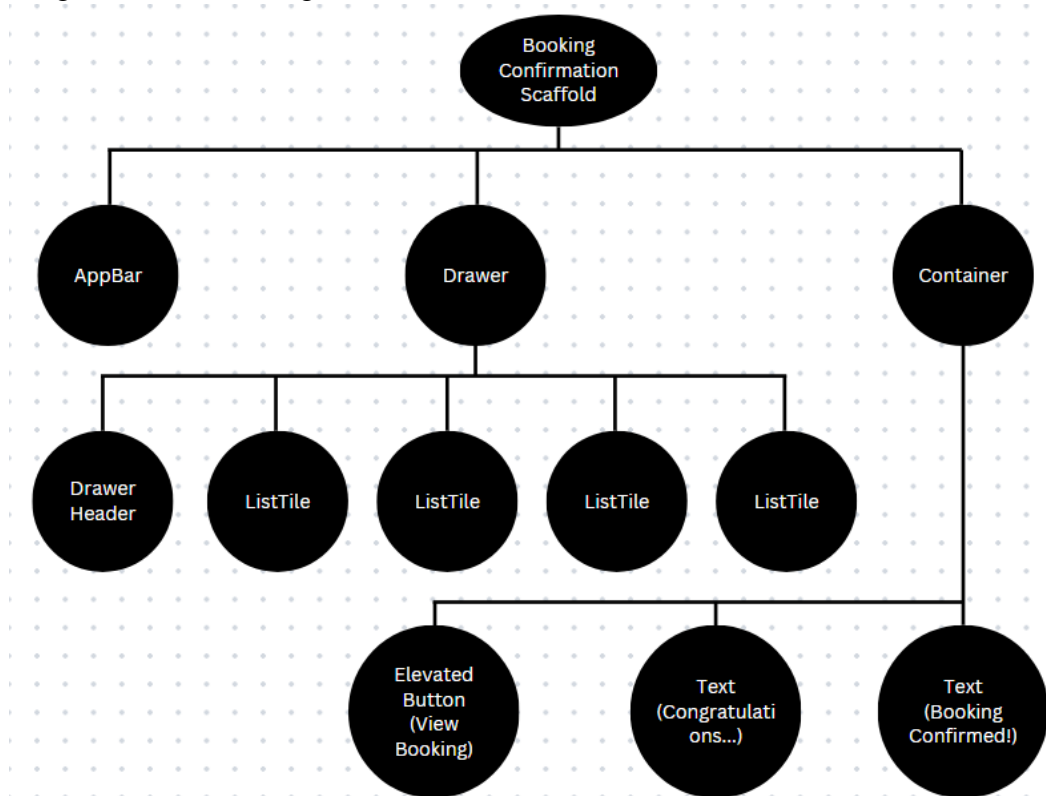 Booking
Confirmation
Scaffold
AppBar
Drawer
Container
Drawer
Header
ListTile
ListTile
ListTile
ListTile
Elevated
Button
(View
Booking)
Text
(Congratulati
ons...)
Text
(Booking
Confirmed!)